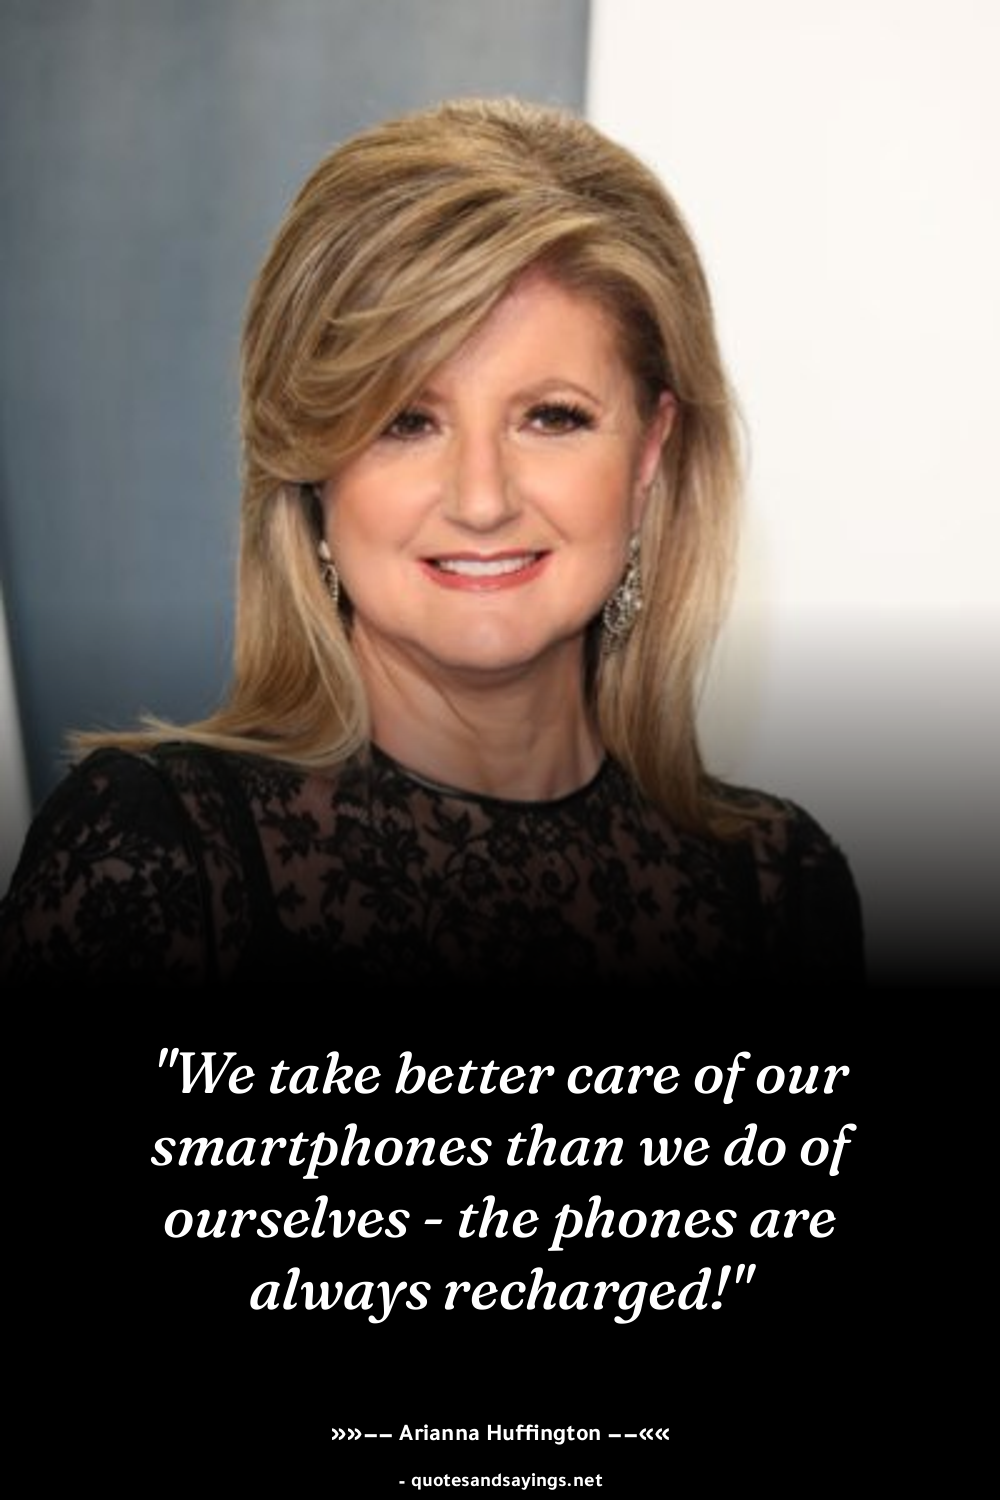 "We take better care of our
smartphones than we do of
ourselves - the phones are
always recharged!"
»»–– Arianna Huffington ––««
- quotesandsayings.net